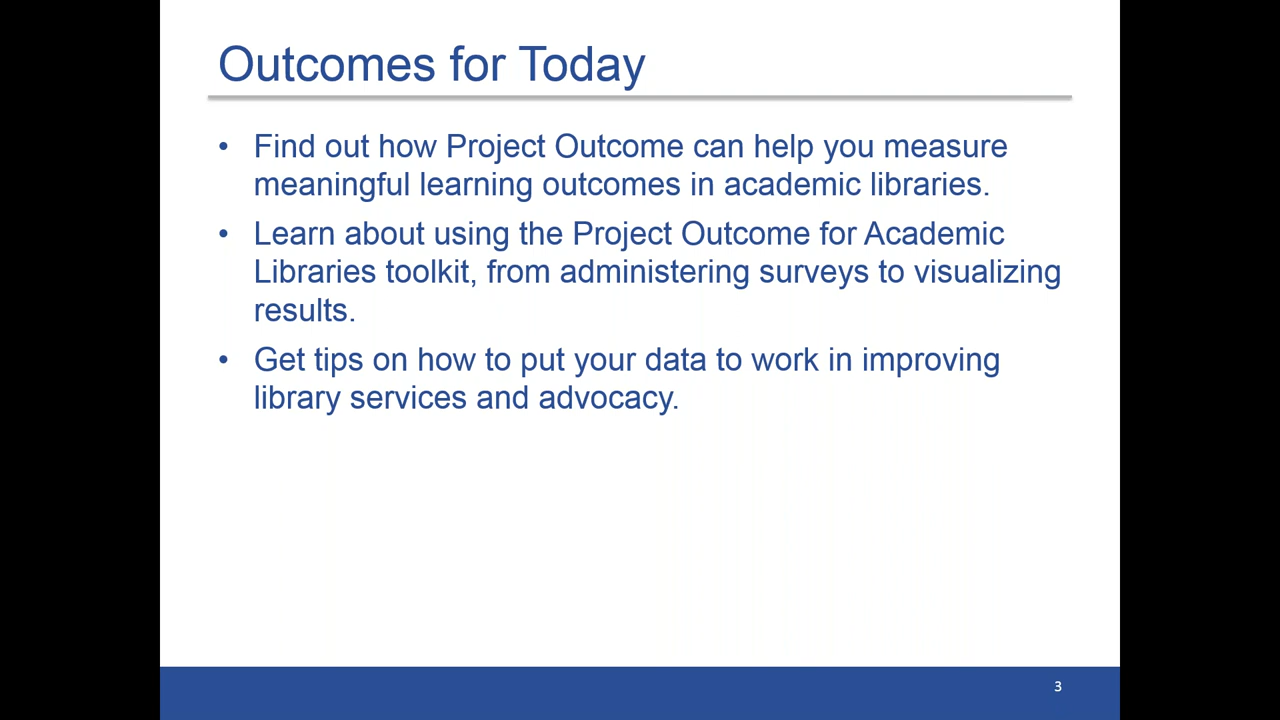 Outcomes for Today
• Find out how Project Outcome can help you measure
meaningful learning outcomes in academic libraries.
• Learn about using the Project Outcome for Academic
Libraries toolkit, from administering surveys to visualizing
results.
• Get tips on how to put your data to work in improving
library services and advocacy.
3